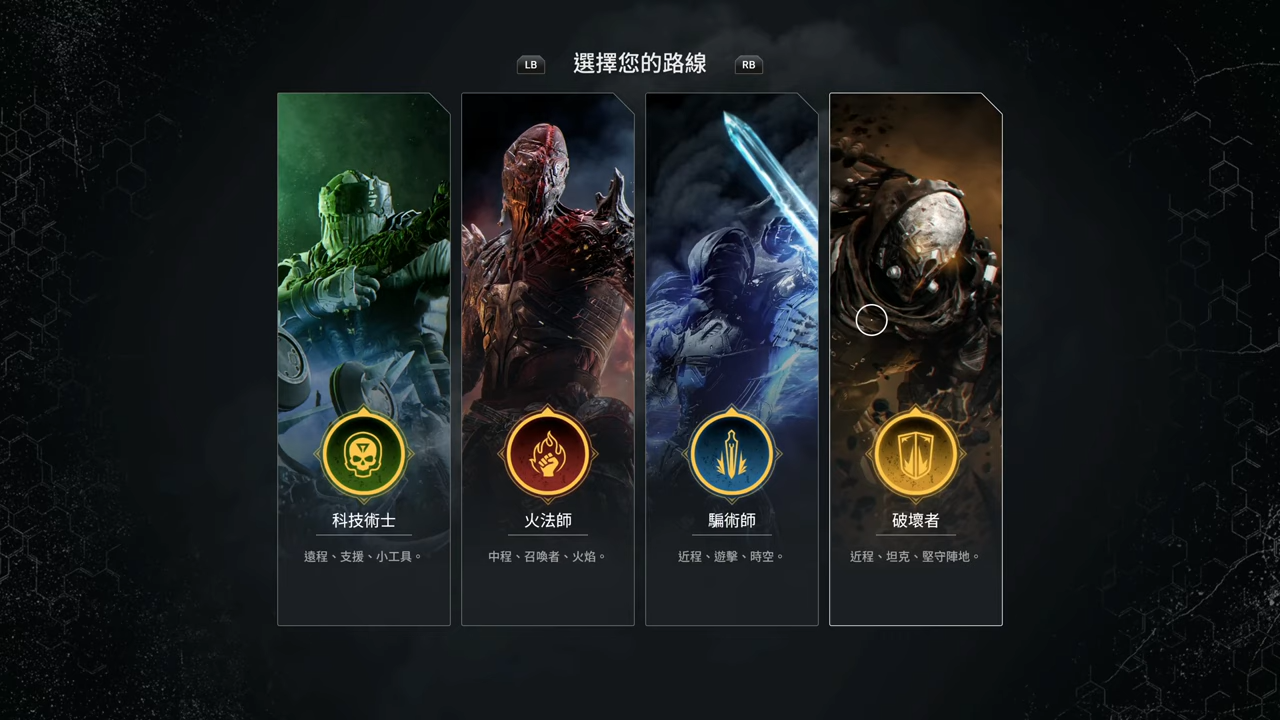 LB 選擇您的路線 RB
科技術士
遠程、支援、小工具。
火法師
中程、召喚者、火焰。
騙術師
近程、遊擊、時空。
破壞者
近程、坦克、堅守陣地。